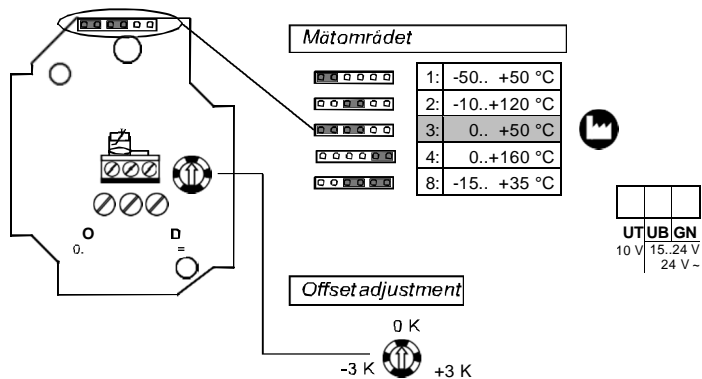 Mätområdet
1: -50.. +50 °C
2: -10..+120 °C
3: 0.. +50 °C
4: 0..+160 °C
8: -15.. +35 °C
UT UB GN
10 V 15..24 V
24 V ~
O D
0. =
Offset adjustment
0 K
-3 K +3 K